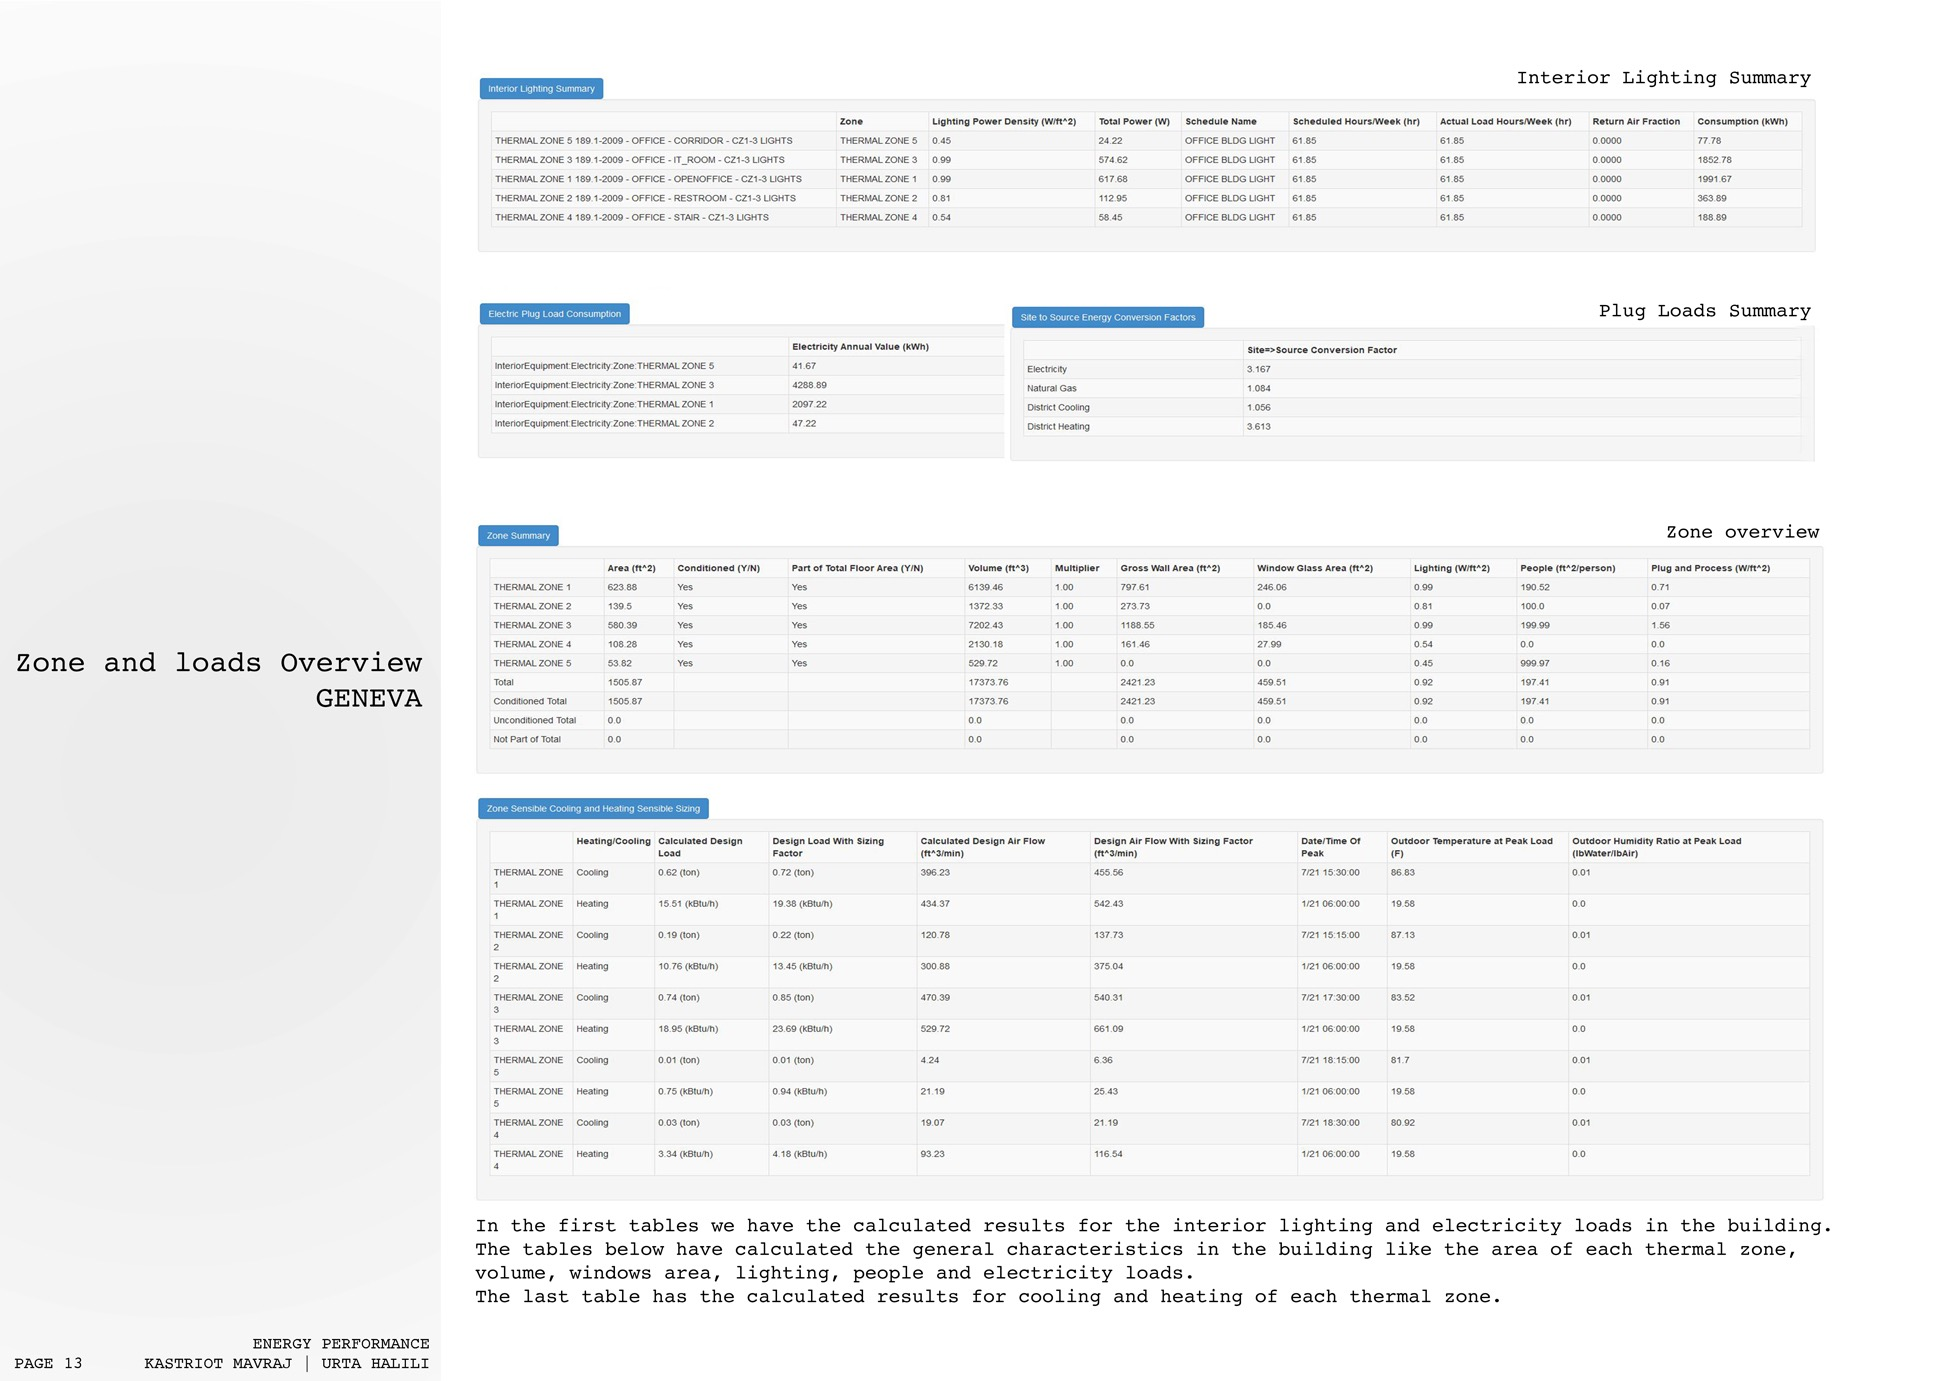 Interior Lighting Summary
Interior Lighting Summary
Zone Lighting Power Density (W/ft^2) Total Power (W) Schedule Name Scheduled Hours/Week (hr) Actual Load Hours/Week (hr) Return Air Fraction Consumption (kWh)
THERMAL ZONE 5 189.1-2009 - OFFICE - CORRIDOR - CZ1-3 LIGHTS THERMAL ZONE 5 0.45 24.22 OFFICE BLDG LIGHT 61.85 61.85 0.0000 77.78
THERMAL ZONE 3 189.1-2009 - OFFICE - IT_ROOM - CZ1-3 LIGHTS THERMAL ZONE 3 0.99 574.62 OFFICE BLDG LIGHT 61.85 61.85 0.0000 1852.78
THERMAL ZONE 1 189.1-2009 - OFFICE - OPENOFFICE - CZ1-3 LIGHTS THERMAL ZONE 1 0.99 617.68 OFFICE BLDG LIGHT 61.85 61.85 0.0000 1991.67
THERMAL ZONE 2 189.1-2009 - OFFICE - RESTROOM - CZ1-3 LIGHTS THERMAL ZONE 2 0.81 112.95 OFFICE BLDG LIGHT 61.85 61.85 0.0000 363.89
THERMAL ZONE 4 189.1-2009 - OFFICE - STAIR - CZ1-3 LIGHTS THERMAL ZONE 4 0.54 58.45 OFFICE BLDG LIGHT 61.85 61.85 0.0000 188.89
Plug Loads Summary
Electric Plug Load Consumption
Electricity Annual Value (kWh)
InteriorEquipment:Electricity:Zone:THERMAL ZONE 5 41.67
InteriorEquipment:Electricity:Zone:THERMAL ZONE 3 4288.89
InteriorEquipment:Electricity:Zone:THERMAL ZONE 1 2097.22
InteriorEquipment:Electricity:Zone:THERMAL ZONE 2 47.22
Site to Source Energy Conversion Factors
Site=>Source Conversion Factor
Electricity 3.167
Natural Gas 1.084
District Cooling 1.056
District Heating 3.613
Zone overview
Zone Summary
Area (ft^2) Conditioned (Y/N) Part of Total Floor Area (Y/N) Volume (ft^3) Multiplier Gross Wall Area (ft^2) Window Glass Area (ft^2) Lighting (W/ft^2) People (ft^2/person) Plug and Process (W/ft^2)
THERMAL ZONE 1 623.88 Yes Yes 6139.46 1.00 797.61 246.06 0.99 190.52 0.71
THERMAL ZONE 2 139.5 Yes Yes 1372.33 1.00 273.73 0.0 0.81 100.0 0.07
THERMAL ZONE 3 580.39 Yes Yes 7202.43 1.00 1188.55 185.46 0.99 199.99 1.56
THERMAL ZONE 4 108.28 Yes Yes 2130.18 1.00 161.46 27.99 0.54 0.0 0.0
THERMAL ZONE 5 53.82 Yes Yes 529.72 1.00 0.0 0.0 0.45 999.97 0.16
Total 1505.87 17373.76 2421.23 459.51 0.92 197.41 0.91
Conditioned Total 1505.87 17373.76 2421.23 459.51 0.92 197.41 0.91
Unconditioned Total 0.0 0.0 0.0 0.0 0.0 0.0 0.0
Not Part of Total 0.0 0.0 0.0 0.0 0.0 0.0 0.0
Zone Sensible Cooling and Heating Sensible Sizing
Heating/Cooling Calculated Design Load Design Load With Sizing Factor Calculated Design Air Flow (ft^3/min) Design Air Flow With Sizing Factor (ft^3/min) Date/Time Of Peak Outdoor Temperature at Peak Load (F) Outdoor Humidity Ratio at Peak Load (lbWater/lbAir)
THERMAL ZONE 1 Cooling 0.62 (ton) 0.72 (ton) 396.23 455.56 7/21 15:30:00 86.83 0.01
THERMAL ZONE 1 Heating 15.51 (kBtu/h) 19.38 (kBtu/h) 434.37 542.43 1/21 06:00:00 19.58 0.0
THERMAL ZONE 2 Cooling 0.19 (ton) 0.22 (ton) 120.78 137.73 7/21 15:15:00 87.13 0.01
THERMAL ZONE 2 Heating 10.76 (kBtu/h) 13.45 (kBtu/h) 300.88 375.04 1/21 06:00:00 19.58 0.0
THERMAL ZONE 3 Cooling 0.74 (ton) 0.85 (ton) 470.39 540.31 7/21 17:30:00 83.52 0.01
THERMAL ZONE 3 Heating 18.95 (kBtu/h) 23.69 (kBtu/h) 529.72 661.09 1/21 06:00:00 19.58 0.0
THERMAL ZONE 5 Cooling 0.01 (ton) 0.01 (ton) 4.24 6.36 7/21 18:15:00 81.7 0.01
THERMAL ZONE 5 Heating 0.75 (kBtu/h) 0.94 (kBtu/h) 21.19 25.43 1/21 06:00:00 19.58 0.0
THERMAL ZONE 4 Cooling 0.03 (ton) 0.03 (ton) 19.07 21.19 7/21 18:30:00 80.92 0.01
THERMAL ZONE 4 Heating 3.34 (kBtu/h) 4.18 (kBtu/h) 93.23 116.54 1/21 06:00:00 19.58 0.0
In the first tables we have the calculated results for the interior lighting and electricity loads in the building.
The tables below have calculated the general characteristics in the building like the area of each thermal zone,
volume, windows area, lighting, people and electricity loads.
The last table has the calculated results for cooling and heating of each thermal zone.
Zone and loads Overview
GENEVA
ENERGY PERFORMANCE
PAGE 13 KASTRIOT MAVRAJ | URTA HALILI